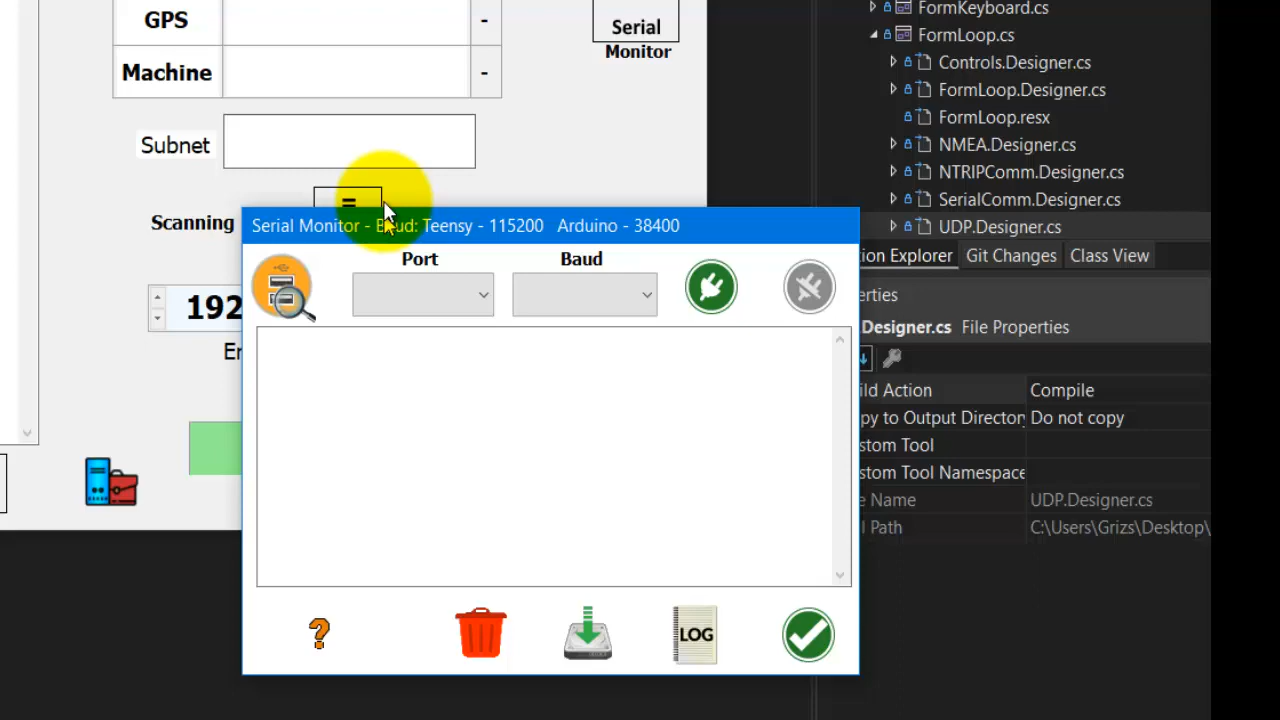 GPS
-
Machine
-
Serial
Monitor
Subnet
=
Scanning
192
Er
Serial Monitor - Baud: Teensy - 115200 Arduino - 38400
Port
Baud
?
LOG
FormKeyboard.cs
FormLoop.cs
Controls.Designer.cs
FormLoop.Designer.cs
FormLoop.resx
NMEA.Designer.cs
NTRIPComm.Designer.cs
SerialComm.Designer.cs
UDP.Designer.cs
ion Explorer Git Changes Class View
erties
.Designer.cs File Properties
ild Action Compile
py to Output Directory Do not copy
stom Tool
stom Tool Namespace
e Name UDP.Designer.cs
l Path C:\Users\Grizs\Desktop\